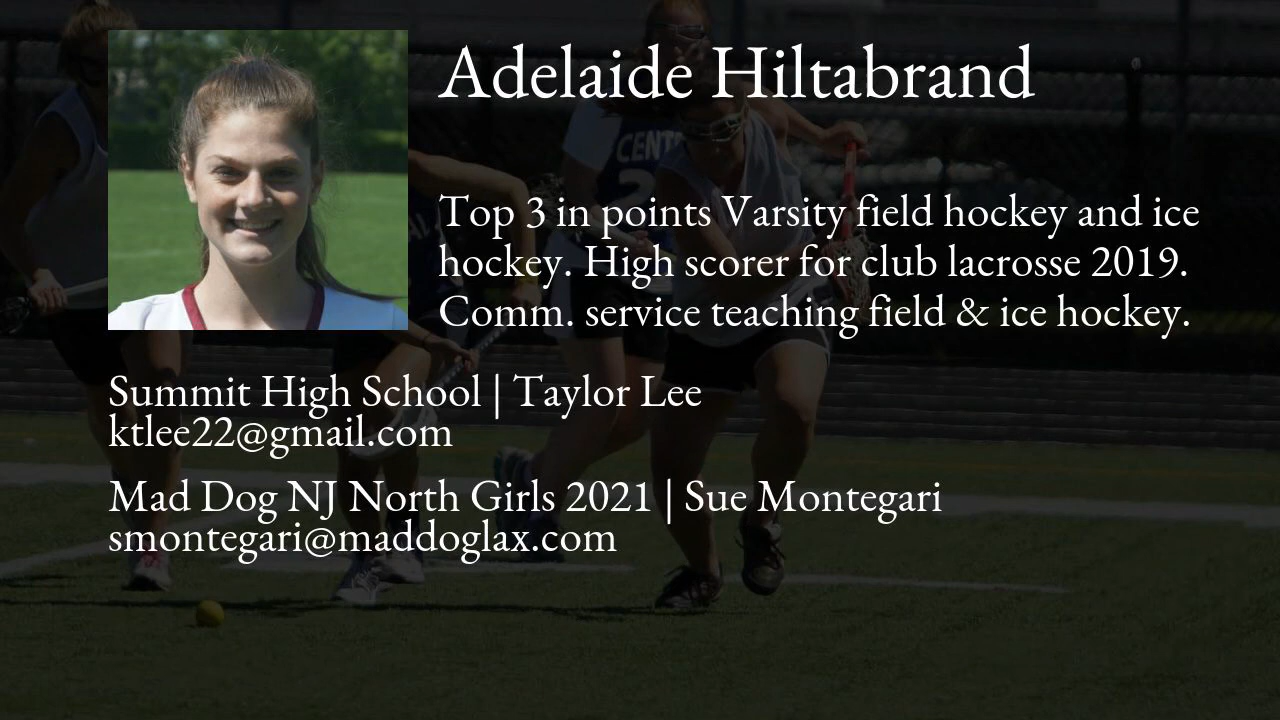 Adelaide Hiltabrand
Top 3 in points Varsity field hockey and ice
hockey. High scorer for club lacrosse 2019.
Comm. service teaching field & ice hockey.
Summit High School | Taylor Lee
ktlee22@gmail.com
Mad Dog NJ North Girls 2021 | Sue Montegari
smontegari@maddoglax.com